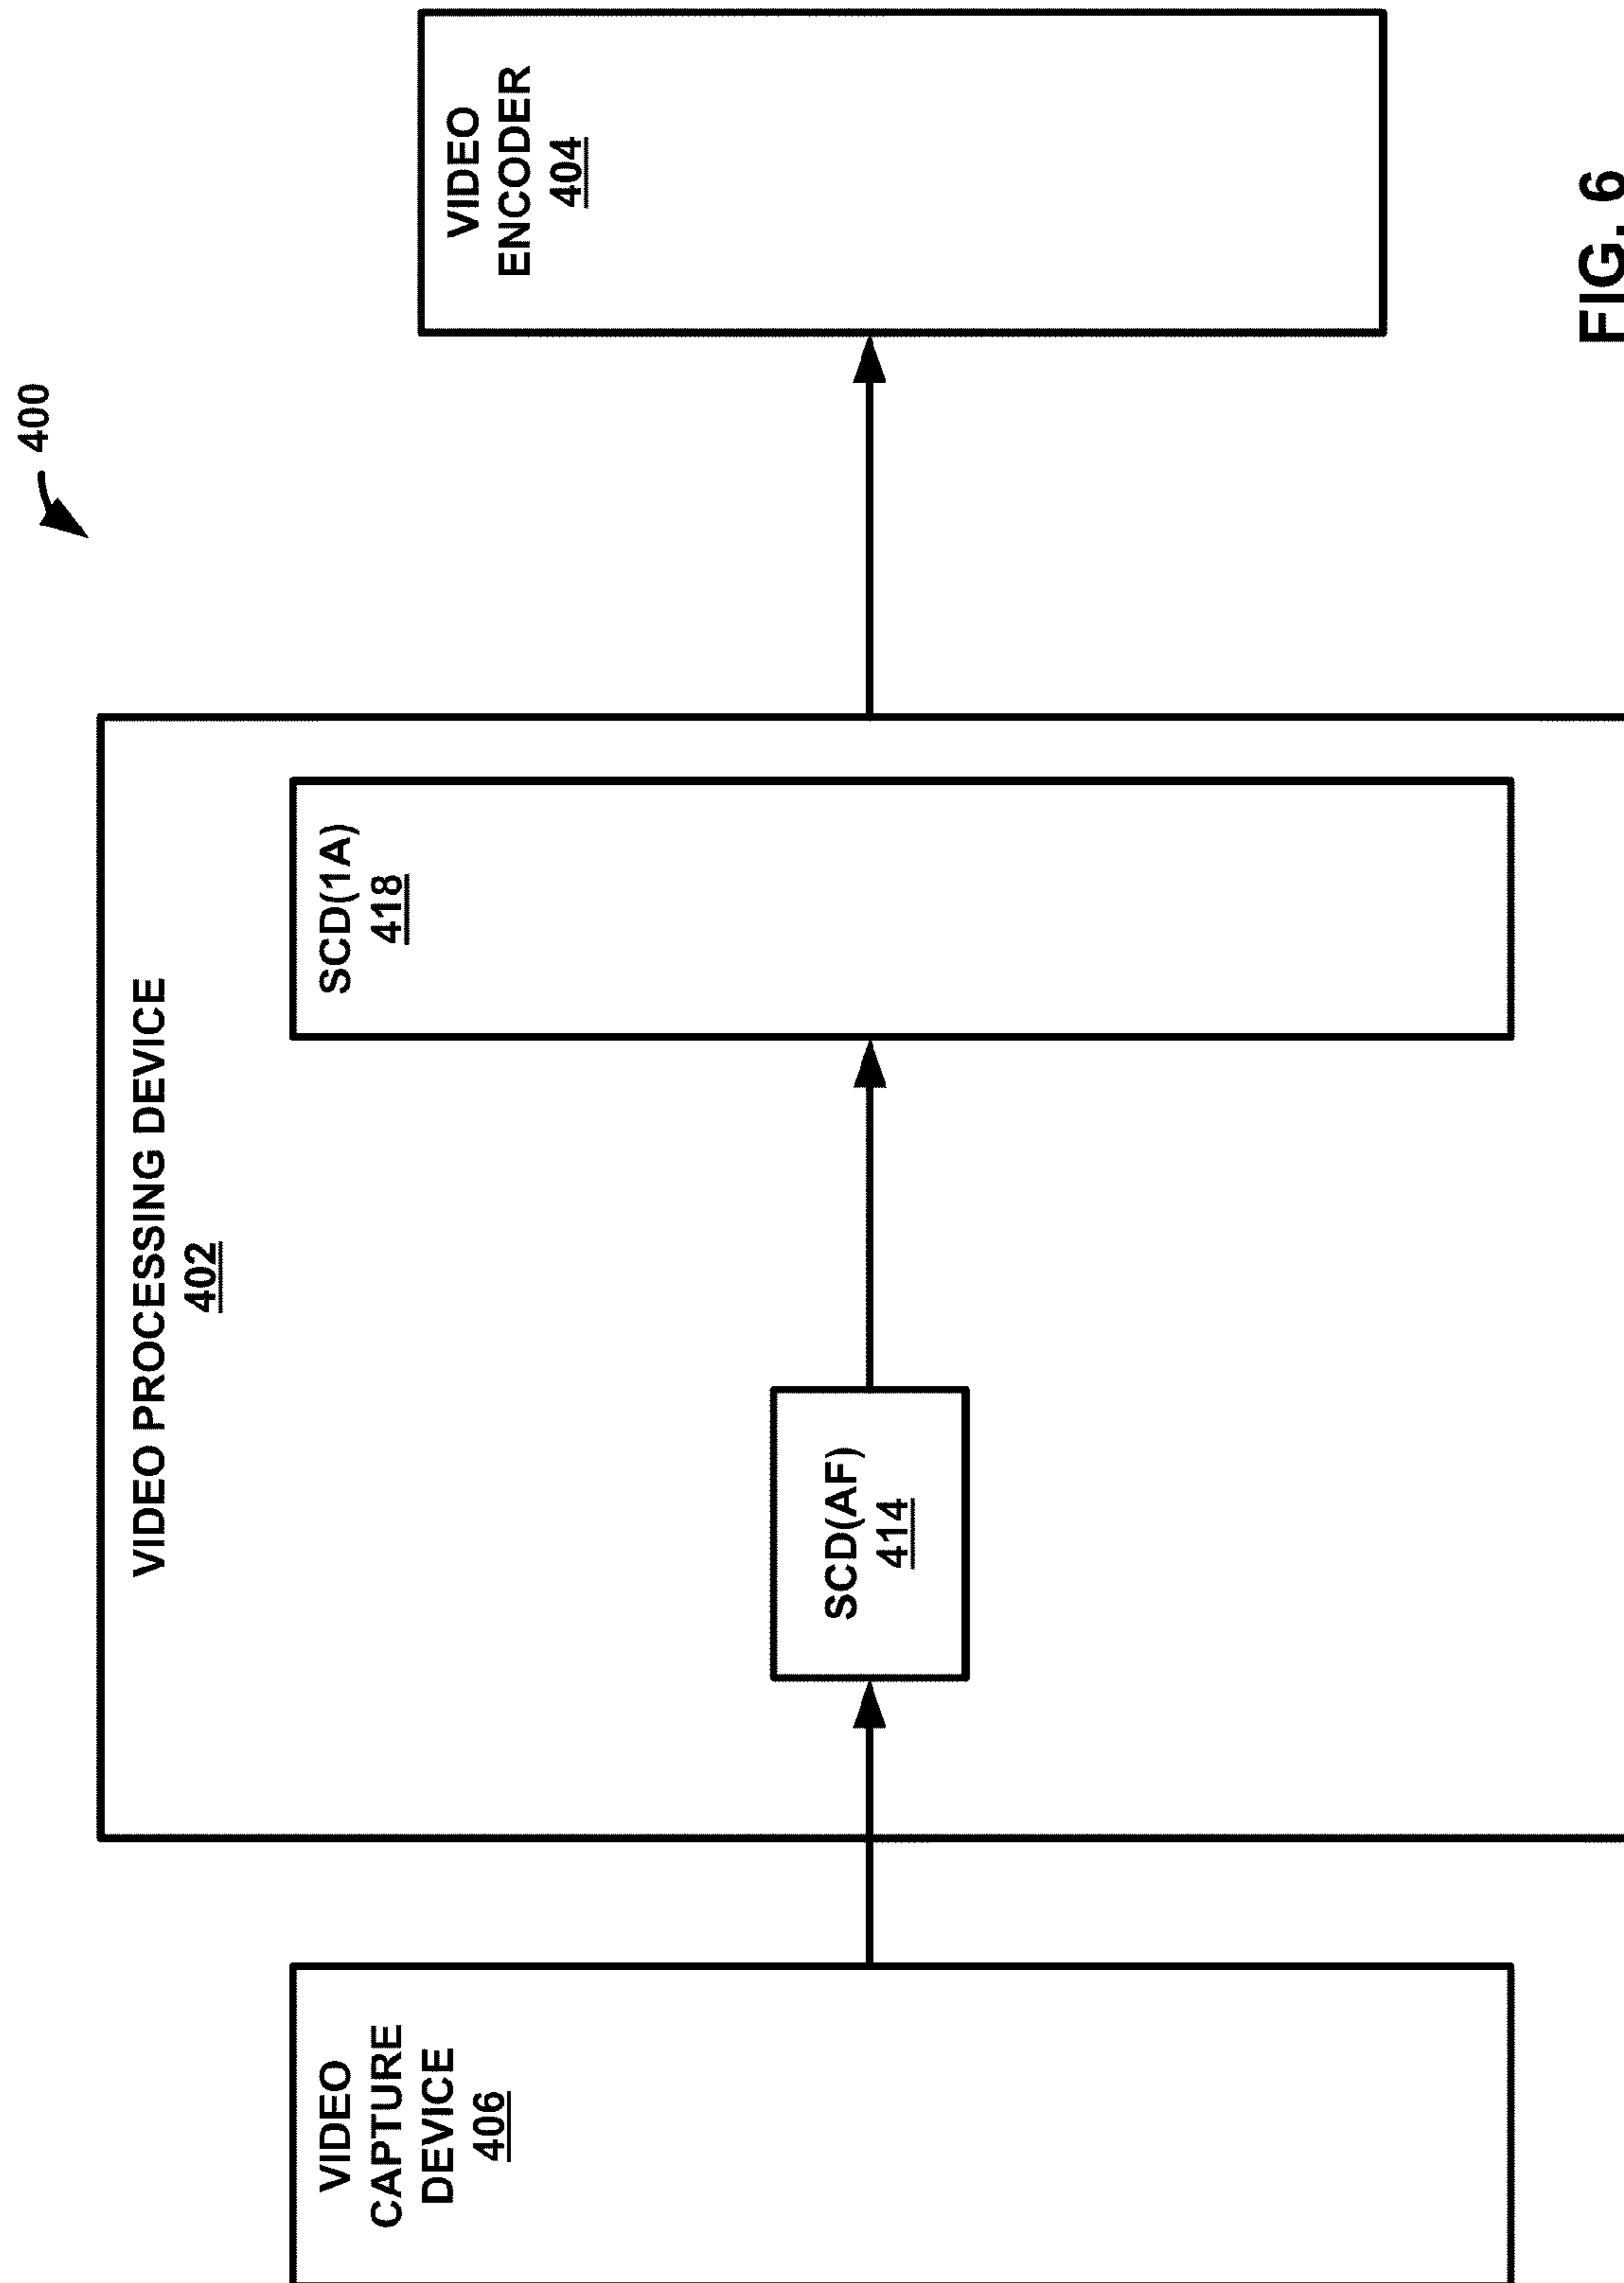 400
VIDEO PROCESSING DEVICE
402
VIDEO
CAPTURE
DEVICE
406
SCD(AF)
414
SCD(1A)
418
VIDEO
ENCODER
404
FIG. 6